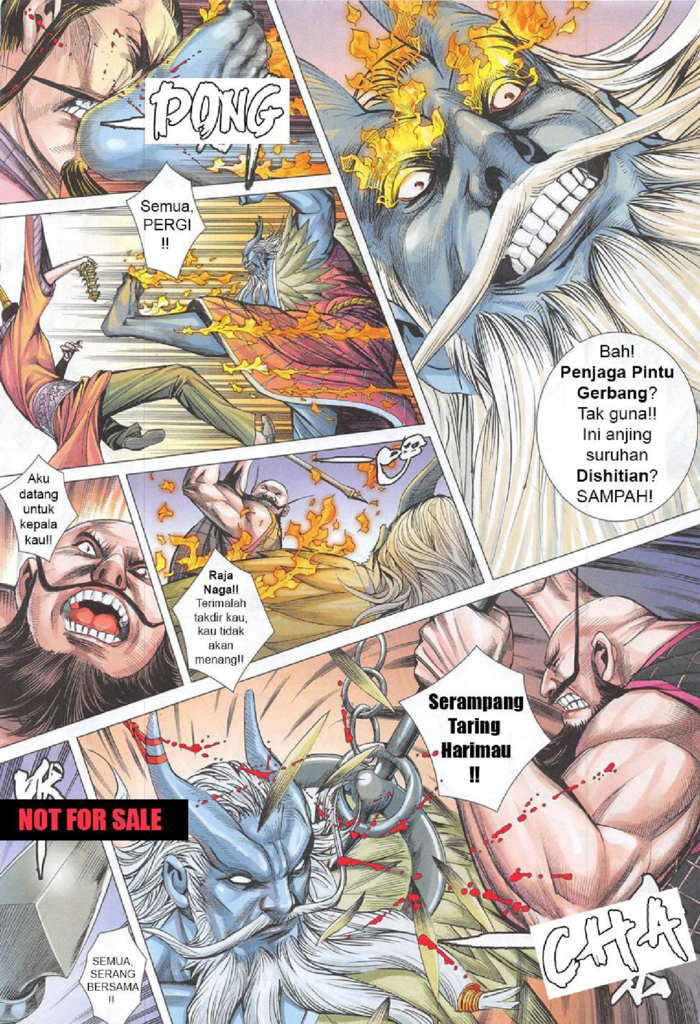 PONG
Semua,
PERGI
!!
Bah!
Penjaga Pintu
Gerbang?
Tak guna!!
Ini anjing
suruhan
Dishitian?
SAMPAH!
Aku
datang
untuk
kepala
kau!!
Raja
Naga!!
Terimalah
takdir kau,
kau tidak
akan
menang!!
Serampang
Taring
Harimau
!!
NOT FOR SALE
SEMUA,
SERANG
BERSAMA
!!
CHA